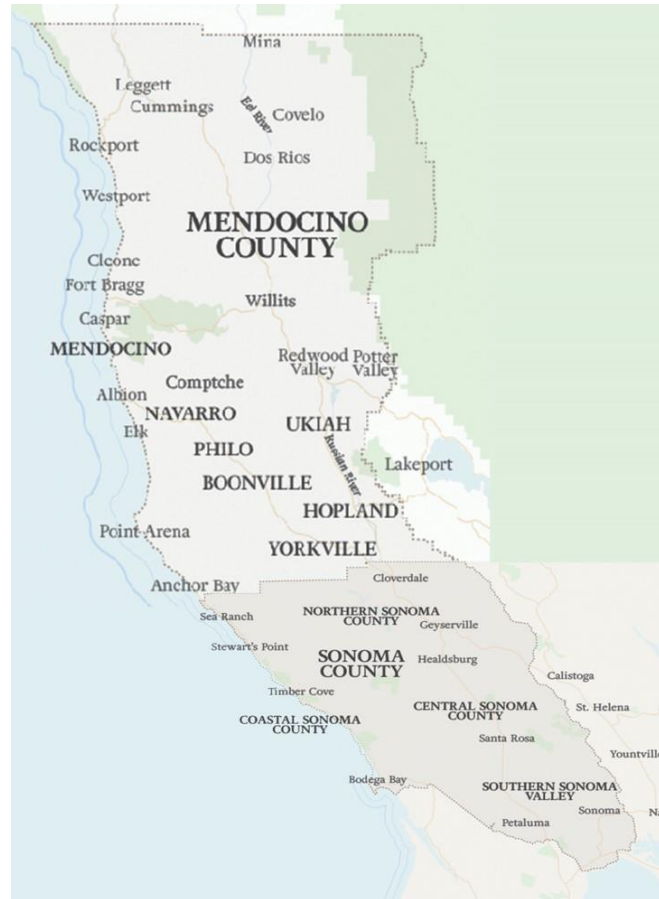 Mina
Leggett
Cummings
Eel River
Covelo
Rockport
Dos Rios
Westport
MENDOCINO
COUNTY
Cleone
Fort Bragg
Willits
Caspar
MENDOCINO
Redwood
Valley
Potter
Valley
Comptche
Albion
NAVARRO
UKIAH
Elk
PHILO
Russian River
Lakeport
BOONVILLE
HOPLAND
Point Arena
YORKVILLE
Cloverdale
Anchor Bay
NORTHERN SONOMA
COUNTY
Sea Ranch
Geyserville
Stewart's Point
SONOMA
COUNTY
Healdsburg
Calistoga
Timber Cove
CENTRAL SONOMA
COUNTY
St. Helena
COASTAL SONOMA
COUNTY
Santa Rosa
Yountville
Bodega Bay
SOUTHERN SONOMA
VALLEY
Sonoma
Na
Petaluma